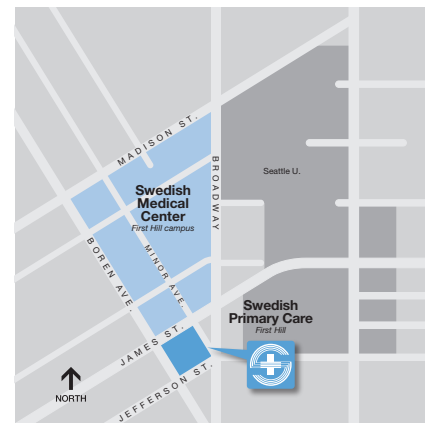 MADISON ST.
BROADWAY
Seattle U.
Swedish
Medical
Center
First Hill campus
BOREN AVE.
MINOR AVE.
Swedish
Primary Care
First Hill
JAMES ST.
JEFFERSON ST.
NORTH